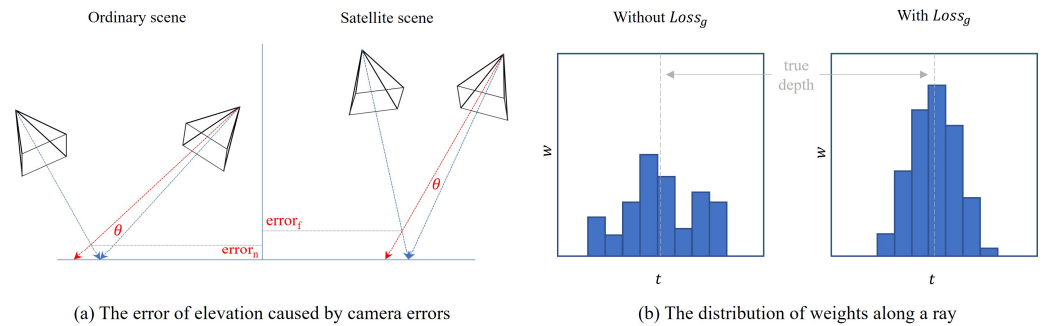 Ordinary scene
Satellite scene
θ
error_n
error_f
θ
(a) The error of elevation caused by camera errors
Without Loss_g
With Loss_g
true
depth
w
t
w
t
(b) The distribution of weights along a ray